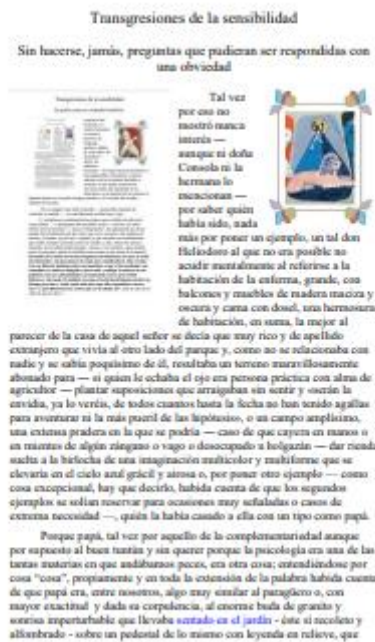 Transgresiones de la sensibilidad
Sin hacerse, jamás, preguntas que pudieran ser respondidas con
una obviedad
Tal vez
por eso no
mostró nunca
interés —
aunque ni doña
Consola ni la
hermana lo
mencionan —
por saber quién
había sido, nada
más por poner un ejemplo, un tal don
Heliodoro al que no era posible no
acudir mentalmente al referirse a la
habitación de la enferma, grande, con
balcones y muebles de madera maciza y
oscura y cama con dosel, una hermosura
de habitación, en suma, la mejor al
parecer de la casa de aquel señor se decía que muy rico y de apellido
extranjero que vivía al otro lado del parque y, como no se relacionaba con
nadie y se sabía poquísimo de él, resultaba un terreno maravillosamente
abonado para — si quien le echaba el ojo era persona práctica con alma de
agricultor — plantar suposiciones que arraigaban sin sentir y «serán la
envidia, ya lo veréis, de todos cuantos hasta la fecha no han tenido agallas
para aventurar ni la más pueril de las hipótesis», o un campo amplísimo,
una extensa pradera en la que se podría — caso de que cayera en manos o
en mientes de algún zángano o vago o desocupado u holgazán — dar rienda
suelta a la birlocha de una imaginación multicolor y multiforme que se
elevaría en el cielo azul grácil y airosa o, por poner otro ejemplo — como
cosa excepcional, hay que decirlo, habida cuenta de que los segundos
ejemplos se solían reservar para ocasiones muy señaladas o casos de
extrema necesidad —, quién la había casado a ella con un tipo como papá.
Porque papá, tal vez por aquello de la complementariedad aunque
por supuesto al buen tuntún y sin querer porque la psicología era una de las
tantas materias en que andábamos peces, era otra cosa; entendiéndose por
cosa “cosa”, propiamente y en toda la extensión de la palabra habida cuenta
de que papá era, entre nosotros, algo muy similar al paragüero o, con
mayor exactitud y dada su corpulencia, al enorme buda de granito y
sonrisa imperturbable que llevaba sentado en el jardín - éste sí recoleto y
alfombrado - sobre un pedestal de lo mismo con leyenda en relieve, que